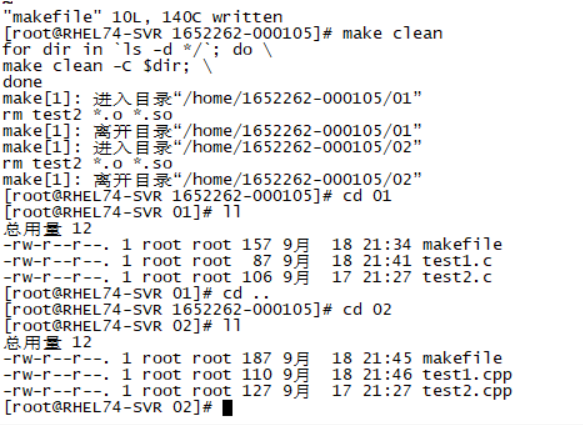 ~
"makefile" 10L, 140C written
[root@RHEL74-SVR 1652262-000105]# make clean
for dir in `ls -d */`; do \
make clean -C $dir; \
done
make[1]: 进入目录“/home/1652262-000105/01”
rm test2 *.o *.so
make[1]: 离开目录“/home/1652262-000105/01”
make[1]: 进入目录“/home/1652262-000105/02”
rm test2 *.o *.so
make[1]: 离开目录“/home/1652262-000105/02”
[root@RHEL74-SVR 1652262-000105]# cd 01
[root@RHEL74-SVR 01]# ll
总用量 12
-rw-r--r--. 1 root root 157 9月  18 21:34 makefile
-rw-r--r--. 1 root root  87 9月  18 21:41 test1.c
-rw-r--r--. 1 root root 106 9月  17 21:27 test2.c
[root@RHEL74-SVR 01]# cd ..
[root@RHEL74-SVR 1652262-000105]# cd 02
[root@RHEL74-SVR 02]# ll
总用量 12
-rw-r--r--. 1 root root 187 9月  18 21:45 makefile
-rw-r--r--. 1 root root 110 9月  18 21:46 test1.cpp
-rw-r--r--. 1 root root 127 9月  17 21:27 test2.cpp
[root@RHEL74-SVR 02]#